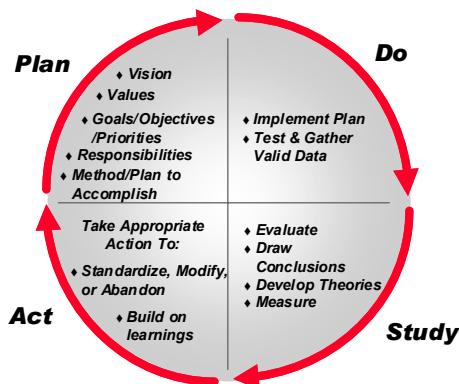 Plan
♦ Vision
♦ Values
♦ Goals/Objectives
/Priorities
♦ Responsibilities
♦ Method/Plan to
Accomplish
Do
♦ Implement Plan
♦ Test & Gather
Valid Data
Take Appropriate
Action To:
♦ Standardize, Modify,
or Abandon
♦ Build on
learnings
Act
♦ Evaluate
♦ Draw
Conclusions
♦ Develop Theories
♦ Measure
Study